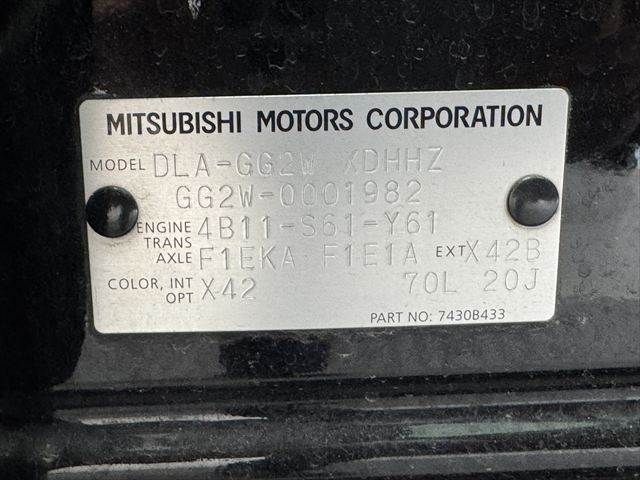 MITSUBISHI MOTORS CORPORATION
MODEL DLA-GG2W XDHHZ
GG2W-0001982
ENGINE 4B11-S61-Y61
TRANS AXLE F1EKA F1E1A EXT X42B
COLOR, INT OPT X42 70L 20J
PART NO: 7430B433